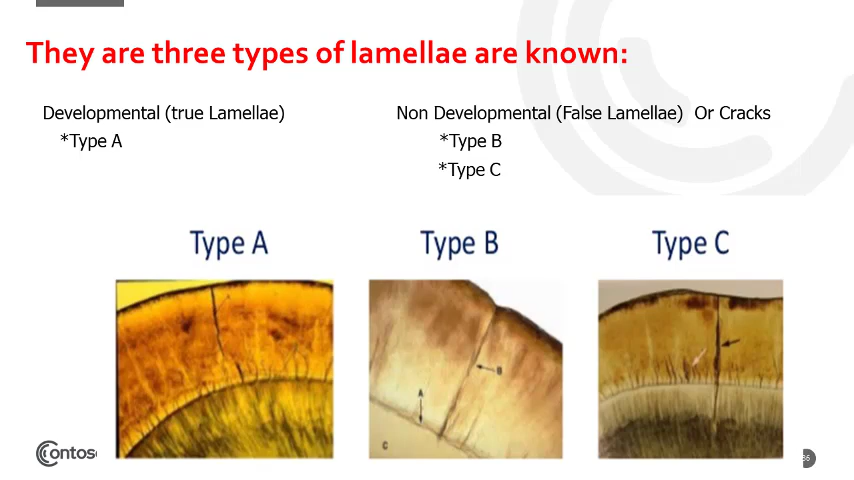 They are three types of lamellae are known:
Developmental (true Lamellae)
*Type A
Non Developmental (False Lamellae) Or Cracks
*Type B
*Type C
Type A
Type B
Type C
A
B
C